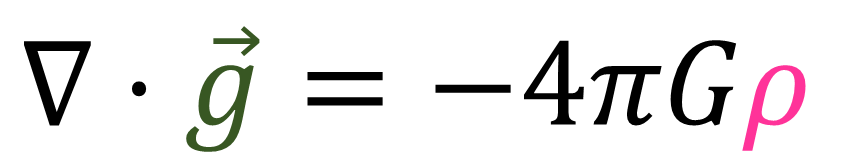 ∇ · g⃗ = −4πGρ